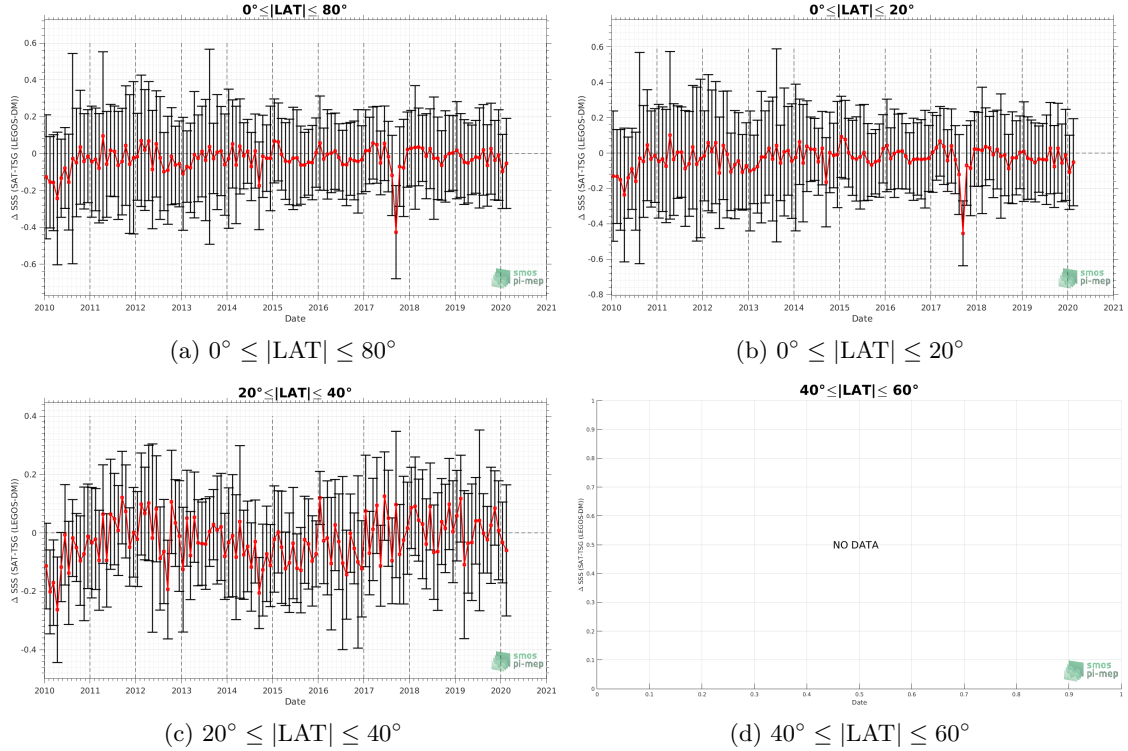 0°≤|LAT|≤ 80°
0.6
0.4
0.2
0
-0.2
-0.4
-0.6
Δ SSS (SAT-TSG (LEGOS-DMI))
2010 2011 2012 2013 2014 2015 2016 2017 2018 2019 2020 2021
Date
smos
pi-mep
(a) 0° ≤ |LAT| ≤ 80°
0°≤|LAT|≤ 20°
0.6
0.4
0.2
0
-0.2
-0.4
-0.6
-0.8
Δ SSS (SAT-TSG (LEGOS-DMI))
2010 2011 2012 2013 2014 2015 2016 2017 2018 2019 2020 2021
Date
smos
pi-mep
(b) 0° ≤ |LAT| ≤ 20°
20°≤|LAT|≤ 40°
0.4
0.2
0
-0.2
-0.4
Δ SSS (SAT-TSG (LEGOS-DMI))
2010 2011 2012 2013 2014 2015 2016 2017 2018 2019 2020 2021
Date
smos
pi-mep
(c) 20° ≤ |LAT| ≤ 40°
40°≤|LAT|≤ 60°
1
0.9
0.8
0.7
0.6
0.5
0.4
0.3
0.2
0.1
0
Δ SSS (SAT-TSG (LEGOS-DMI))
NO DATA
0 0.1 0.2 0.3 0.4 0.5 0.6 0.7 0.8 0.9 1
Date
smos
pi-mep
(d) 40° ≤ |LAT| ≤ 60°